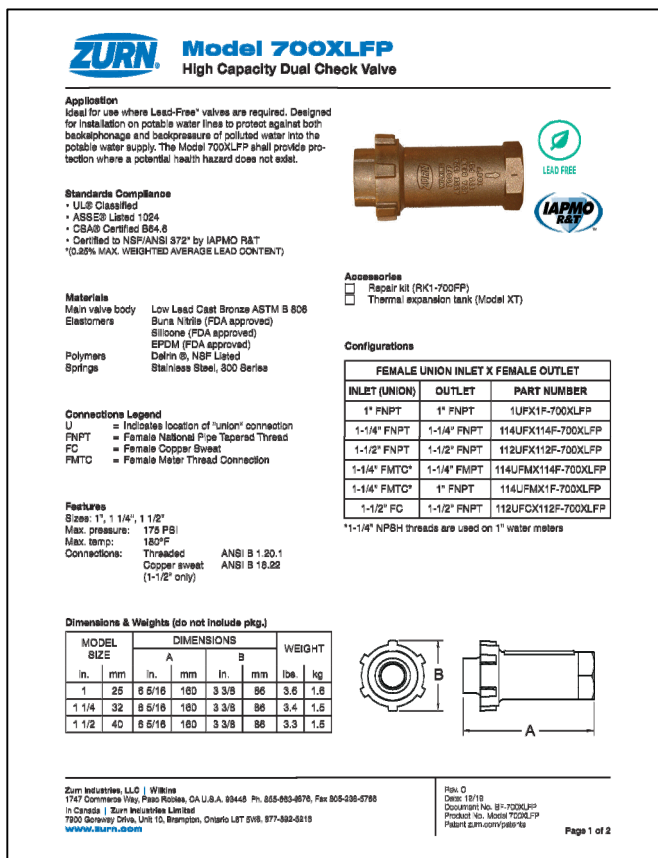 ZURN
Model 700XLFP
High Capacity Dual Check Valve
Application
Ideal for use where Lead-Free* valves are required. Designed
for installation on potable water lines to protect against both
backsiphonage and backpressure of polluted water into the
potable water supply. The Model 700XLFP shall provide pro-
tection where a potential health hazard does not exist.
LEAD FREE
IAPMO
R&T
Standards Compliance
• UL® Classified
• ASSE® Listed 1024
• CSA® Certified B64.6
• Certified to NSF/ANSI 372* by IAPMO R&T
*(0.25% MAX. WEIGHTED AVERAGE LEAD CONTENT)
Accessories
Repair kit (RK1-700FP)
Thermal expansion tank (Model XT)
Materials
Main valve body Low Lead Cast Bronze ASTM B 806
Elastomers Buna Nitrile (FDA approved)
Silicone (FDA approved)
EPDM (FDA approved)
Polymers Delrin ®, NSF Listed
Springs Stainless Steel, 300 Series
Connections Legend
U = Indicates location of "union" connection
FNPT = Female National Pipe Tapered Thread
FC = Female Copper Sweat
FMTC = Female Meter Thread Connection
Features
Sizes: 1", 1 1/4", 1 1/2"
Max. pressure: 175 PSI
Max. temp: 180°F
Connections: Threaded ANSI B 1.20.1
Copper sweat ANSI B 16.22
(1-1/2" only)
Configurations
FEMALE UNION INLET X FEMALE OUTLET
INLET (UNION) OUTLET PART NUMBER
1" FNPT 1" FNPT 1UFX1F-700XLFP
1-1/4" FNPT 1-1/4" FNPT 114UFX114F-700XLFP
1-1/2" FNPT 1-1/2" FNPT 112UFX112F-700XLFP
1-1/4" FMTC* 1-1/4" FMPT 114UFMX114F-700XLFP
1-1/4" FMTC* 1" FNPT 114UFMX1F-700XLFP
1-1/2" FC 1-1/2" FNPT 112UFCX112F-700XLFP
*1-1/4" NPSH threads are used on 1" water meters
Dimensions & Weights (do not include pkg.)
MODEL SIZE DIMENSIONS WEIGHT
A B
in. mm in. mm in. mm lbs. kg
1 25 6 5/16 160 3 3/8 86 3.6 1.6
1 1/4 32 6 5/16 160 3 3/8 86 3.4 1.5
1 1/2 40 6 5/16 160 3 3/8 86 3.3 1.5
B
A
Zurn Industries, LLC | Wilkins
1747 Commerce Way, Paso Robles, CA U.S.A. 93446 Ph. 855-663-9876, Fax 805-238-5766
In Canada | Zurn Industries Limited
7900 Goreway Drive, Unit 10, Brampton, Ontario L6T 5W6, 877-892-5216
www.zurn.com
Date: 12/19
Document No. BF-700XLFP
Product No. Model 700XLFP
Patent zurn.com/patents
Page 1 of 2